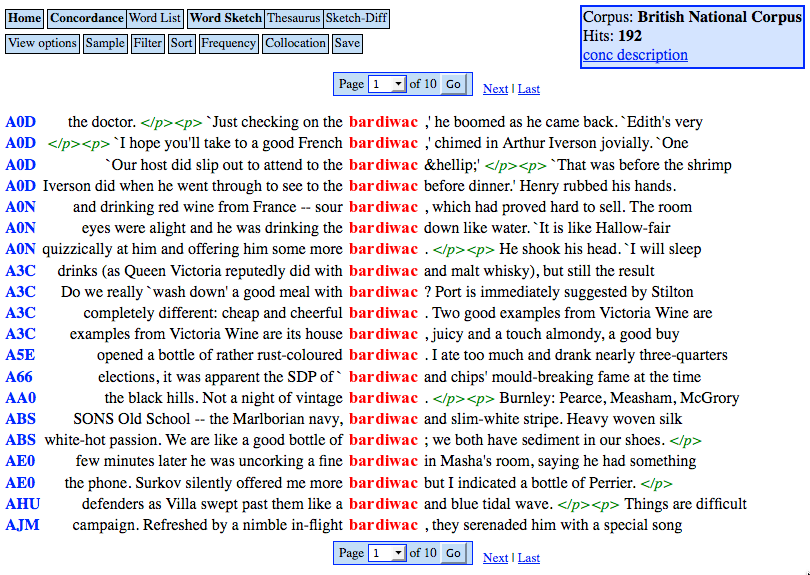 Home Concordance Word List Word Sketch Thesaurus Sketch-Diff
View options Sample Filter Sort Frequency Collocation Save
Corpus: British National Corpus
Hits: 192
conc description
Page 1 of 10 Go Next | Last
A0D the doctor. </p><p> `Just checking on the bardiwac ,' he boomed as he came back. `Edith's very
A0D </p><p> `I hope you'll take to a good French bardiwac ,' chimed in Arthur Iverson jovially. `One
A0D `Our host did slip out to attend to the bardiwac &hellip;' </p><p> `That was before the shrimp
A0D Iverson did when he went through to see to the bardiwac before dinner.' Henry rubbed his hands.
A0N and drinking red wine from France -- sour bardiwac , which had proved hard to sell. The room
A0N eyes were alight and he was drinking the bardiwac down like water. `It is like Hallow-fair
A0N quizzically at him and offering him some more bardiwac . </p><p> He shook his head. `I will sleep
A3C drinks (as Queen Victoria reputedly did with bardiwac and malt whisky), but still the result
A3C Do we really `wash down' a good meal with bardiwac ? Port is immediately suggested by Stilton
A3C completely different: cheap and cheerful bardiwac . Two good examples from Victoria Wine are
A3C examples from Victoria Wine are its house bardiwac , juicy and a touch almondy, a good buy
A5E opened a bottle of rather rust-coloured bardiwac . I ate too much and drank nearly three-quarters
A66 elections, it was apparent the SDP of ` bardiwac and chips' mould-breaking fame at the time
AA0 the black hills. Not a night of vintage bardiwac . </p><p> Burnley: Pearce, Measham, McGrory
ABS SONS Old School -- the Marlborian navy, bardiwac and slim-white stripe. Heavy woven silk
ABS white-hot passion. We are like a good bottle of bardiwac ; we both have sediment in our shoes. </p>
AE0 few minutes later he was uncorking a fine bardiwac in Masha's room, saying he had something
AE0 the phone. Surkov silently offered me more bardiwac but I indicated a bottle of Perrier. </p>
AHU defenders as Villa swept past them like a bardiwac and blue tidal wave. </p><p> Things are difficult
AJM campaign. Refreshed by a nimble in-flight bardiwac , they serenaded him with a special song
Page 1 of 10 Go Next | Last